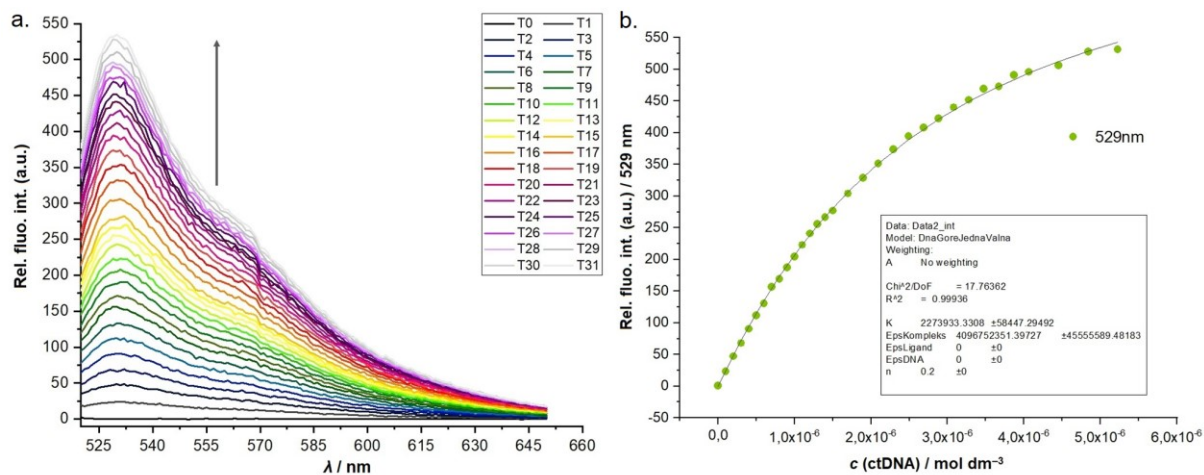 a.
Rel. fluo. int. (a.u.)
550
500
450
400
350
300
250
200
150
100
50
0
525 540 555 570 585 600 615 630 645 660
λ / nm
T0 T1
T2 T3
T4 T5
T6 T7
T8 T9
T10 T11
T12 T13
T14 T15
T16 T17
T18 T19
T20 T21
T22 T23
T24 T25
T26 T27
T28 T29
T30 T31
b.
Rel. fluo. int. (a.u.) / 529 nm
550
500
450
400
350
300
250
200
150
100
50
0
-50
0,0 1,0x10⁻⁶ 2,0x10⁻⁶ 3,0x10⁻⁶ 4,0x10⁻⁶ 5,0x10⁻⁶ 6,0x10⁻⁶
c (ctDNA) / mol dm⁻³
529nm
Data: Data2_int
Model: DnaGoreJednaValna
Weighting:
A No weighting
Chi^2/DoF = 17.76362
R^2 = 0.99936
K 2273933.3308 ±58447.29492
EpsKompleks 4096752351.39727 ±45555589.48183
EpsLigand 0 ±0
EpsDNA 0 ±0
n 0.2 ±0